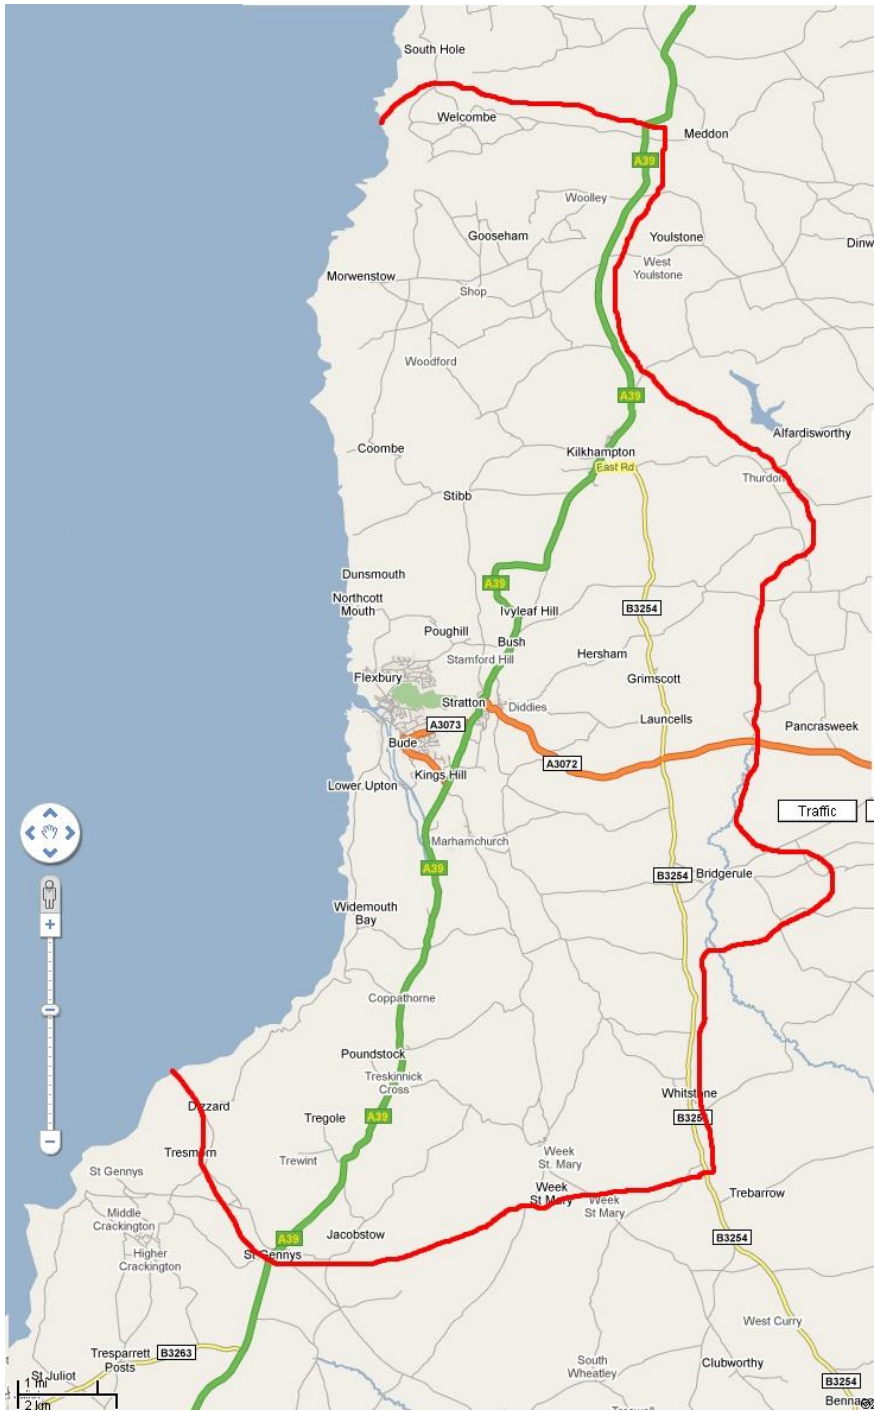 South Hole
Welcombe
Meddon
A39
Woolley
Gooseham
Youlstone
Dinw
West
Youlstone
Morwenstow
Shop
Woodford
A39
Alfardisworthy
Kilkhampton
Coombe
East Rd
Thurdon
Stibb
Dunsmouth
A39
Northcott
Mouth
Ivyleaf Hill
B3254
Poughill
Bush
Stamford Hill
Hersham
Flexbury
Grimscott
Stratton
Diddies
Launcells
A3073
Pancrasweek
Bude
A3072
Kings Hill
Lower Upton
Traffic
Marhamchurch
A39
B3254
Bridgerule
Widemouth
Bay
Coppathorne
Poundstock
Treskinnick
Cross
Whitstone
Dizzard
Tregole
A39
B3254
Tresmorn
Trewint
Week
St. Mary
St Gennys
Week
St Mary
Week
St Mary
Trebarrow
Middle
Crackington
A39
Jacobstow
B3254
Higher
Crackington
St Gennys
West Curry
Tresparrett
Posts
B3263
South
Wheatley
Clubworthy
St Juliot
1 mi
2 km
B3254